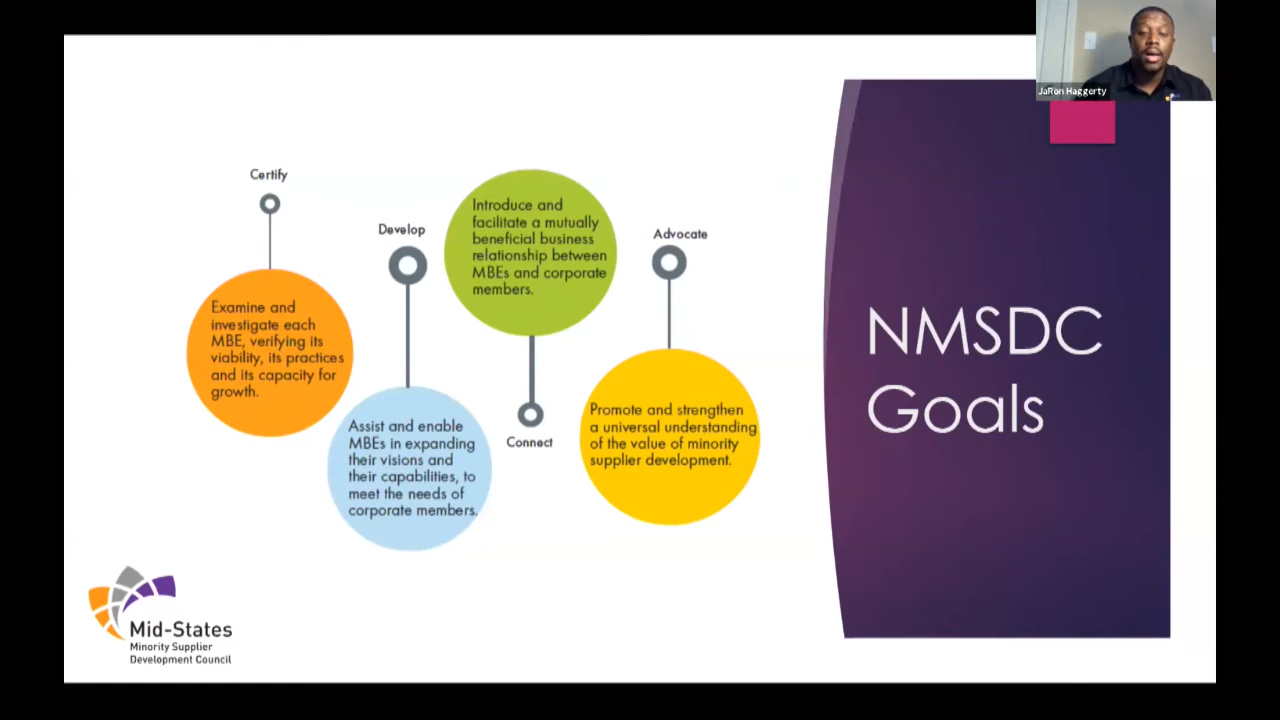 JaRon Haggerty
Certify
Examine and
investigate each
MBE, verifying its
viability, its practices
and its capacity for
growth.
Develop
Assist and enable
MBEs in expanding
their visions and
their capabilities, to
meet the needs of
corporate members.
Introduce and
facilitate a mutually
beneficial business
relationship between
MBEs and corporate
members.
Connect
Advocate
Promote and strengthen
a universal understanding
of the value of minority
supplier development.
NMSDC
Goals
Mid-States
Minority Supplier
Development Council